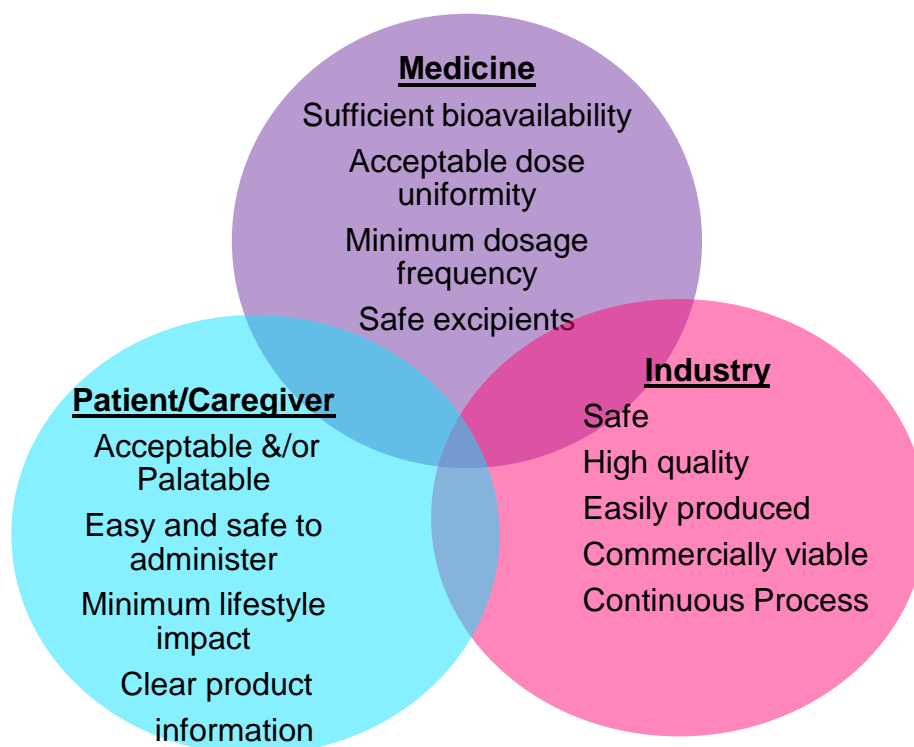 Medicine
Sufficient bioavailability
Acceptable dose
uniformity
Minimum dosage
frequency
Safe excipients
Patient/Caregiver
Acceptable &/or
Palatable
Easy and safe to
administer
Minimum lifestyle
impact
Clear product
information
Industry
Safe
High quality
Easily produced
Commercially viable
Continuous Process